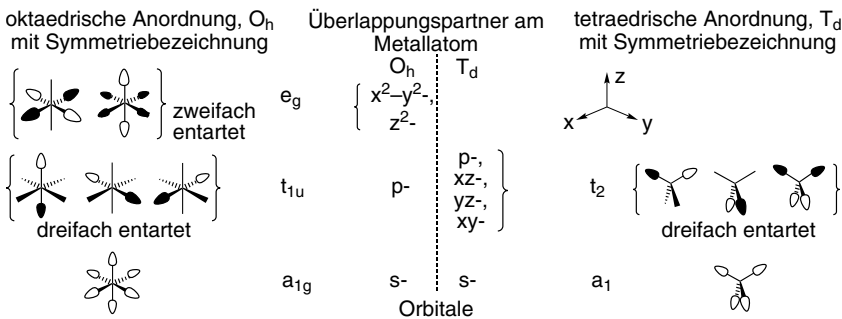 oktaedrische Anordnung, Oh
mit Symmetriebezeichnung
Überlappungspartner am
Metallatom
Oh Td
tetraedrische Anordnung, Td
mit Symmetriebezeichnung
zweifach
entartet
eg
x2–y2-,
z2-
z
x y
t1u
p-
p-,
xz-,
yz-,
xy-
t2
dreifach entartet
dreifach entartet
a1g
s-
s-
a1
Orbitale